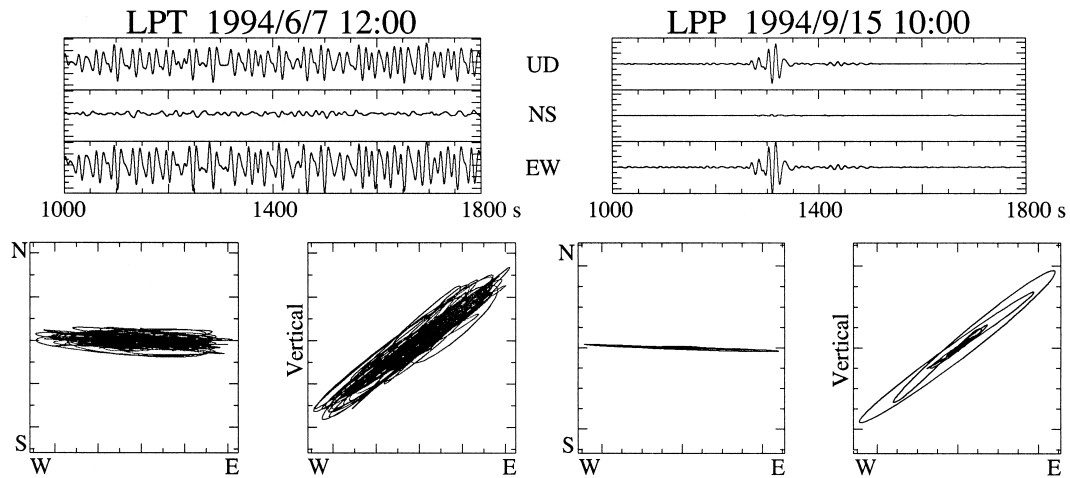 LPT 1994/6/7 12:00
LPP 1994/9/15 10:00
UD
NS
EW
1000 1400 1800 s
1000 1400 1800 s
N
S
W E
Vertical
W E
N
S
W E
Vertical
W E